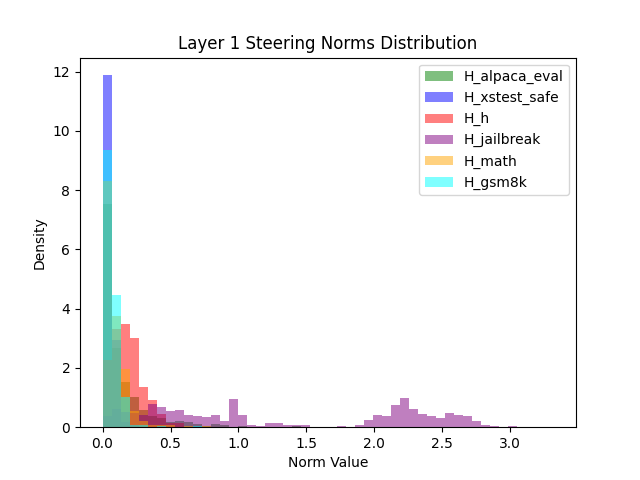 Layer 1 Steering Norms Distribution
H_alpaca_eval
H_xstest_safe
H_h
H_jailbreak
H_math
H_gsm8k
12
10
8
6
4
2
0
Density
0.0 0.5 1.0 1.5 2.0 2.5 3.0
Norm Value